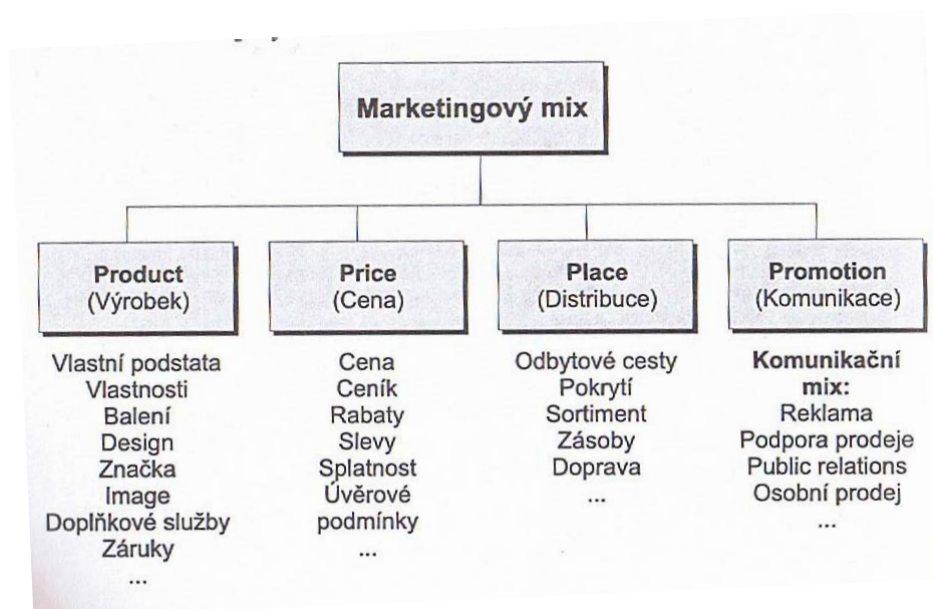 Marketingový mix
Product
(Výrobek)
Vlastní podstata
Vlastnosti
Balení
Design
Značka
Image
Doplňkové služby
Záruky
...
Price
(Cena)
Cena
Ceník
Rabaty
Slevy
Splatnost
Úvěrové
podmínky
...
Place
(Distribuce)
Odbytové cesty
Pokrytí
Sortiment
Zásoby
Doprava
...
Promotion
(Komunikace)
Komunikační
mix:
Reklama
Podpora prodeje
Public relations
Osobní prodej
...